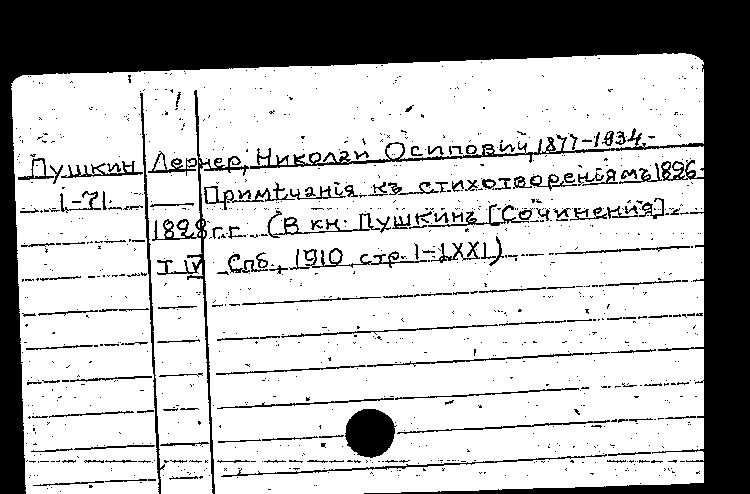 Пушкин Лернер, Николай Осипович, 1877-1934.-
I-71. Примѣчанія къ стихотвореніямъ 1826-
1828 г.г. (В кн. Пушкинъ [Сочинения].
т. IV Спб., 1910, стр. I-LXXI)